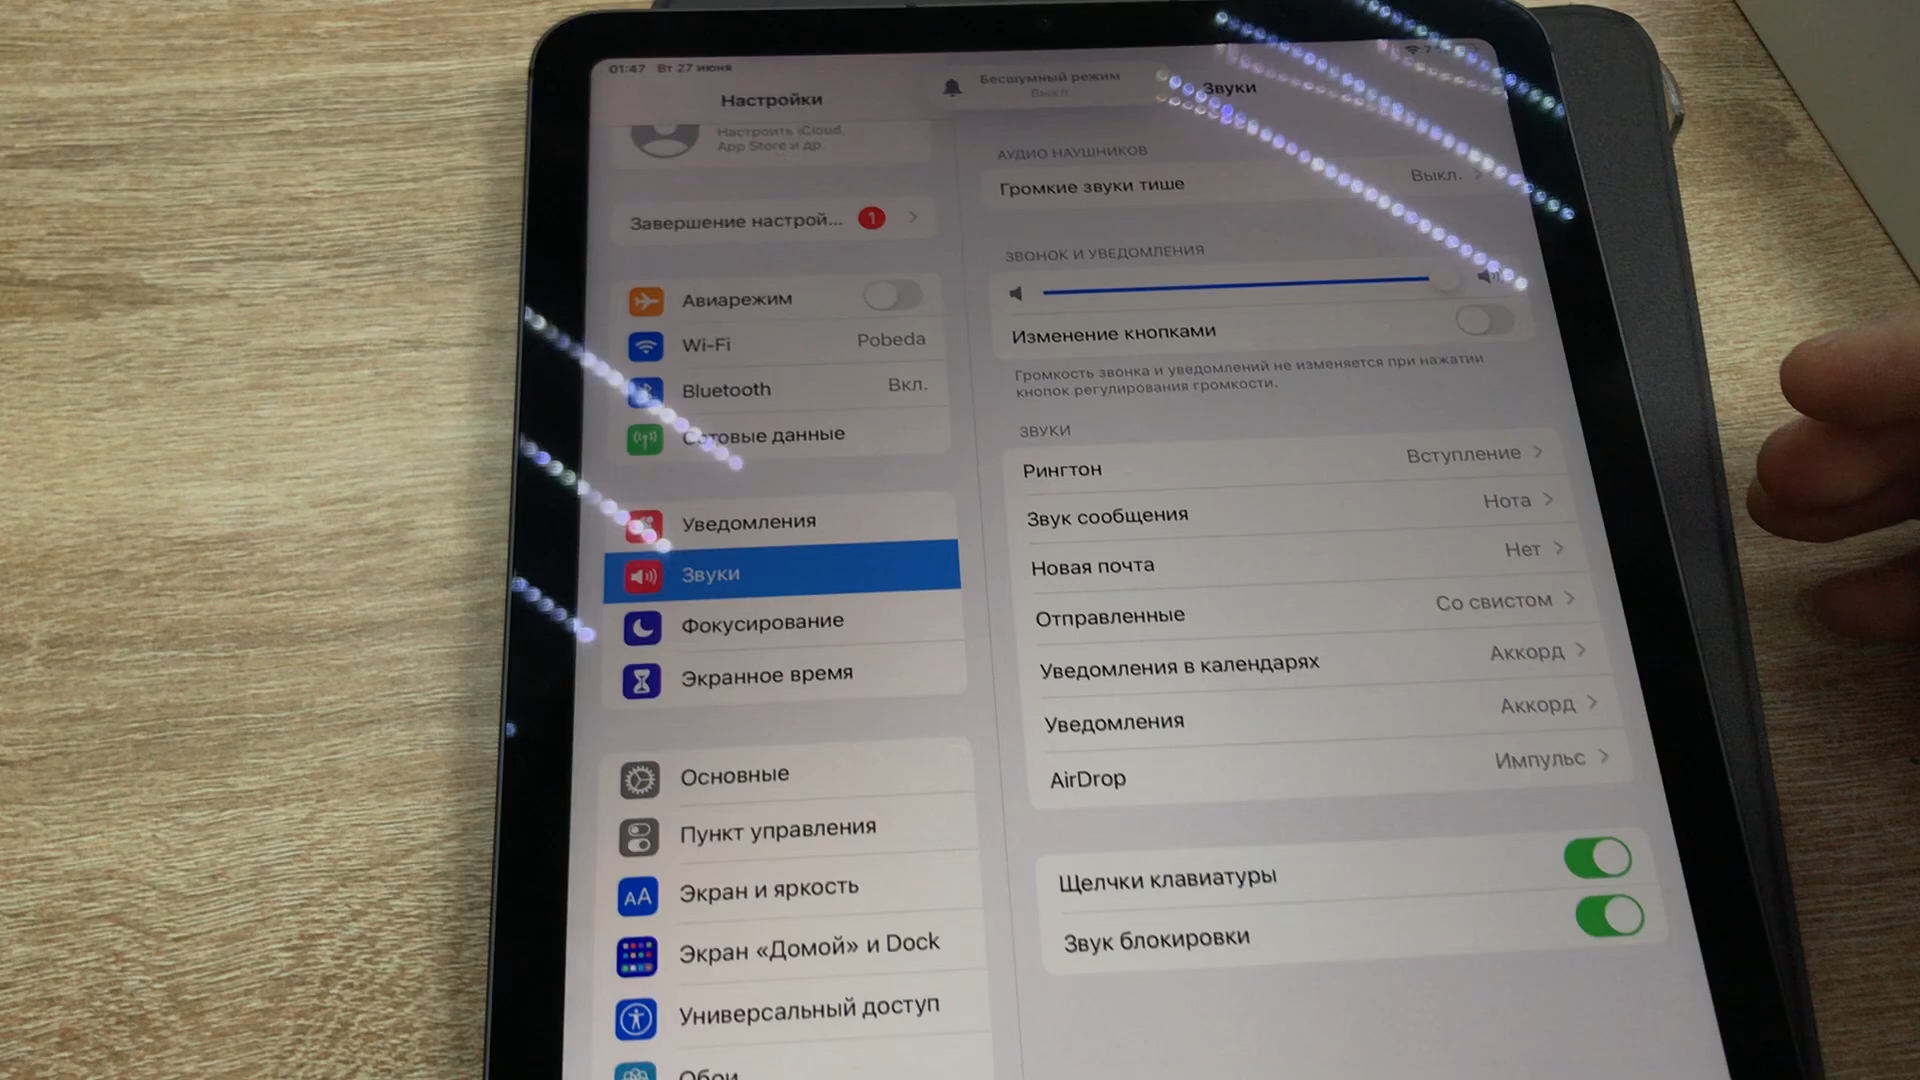 01:47 Вт 27 июня
Настройки
Настроить iCloud,
App Store и др.
Завершение настрой... 1
Авиарежим
Wi-Fi Pobeda
Bluetooth Вкл.
Сотовые данные
Уведомления
Звуки
Фокусирование
Экранное время
Основные
Пункт управления
AA Экран и яркость
Экран «Домой» и Dock
Универсальный доступ
Обои
Бесшумный режим
Выкл.
Звуки
АУДИО НАУШНИКОВ
Громкие звуки тише Выкл.
ЗВОНОК И УВЕДОМЛЕНИЯ
Изменение кнопками
Громкость звонка и уведомлений не изменяется при нажатии
кнопок регулирования громкости.
ЗВУКИ
Рингтон Вступление
Звук сообщения Нота
Новая почта Нет
Отправленные Со свистом
Уведомления в календарях Аккорд
Уведомления Аккорд
AirDrop Импульс
Щелчки клавиатуры
Звук блокировки